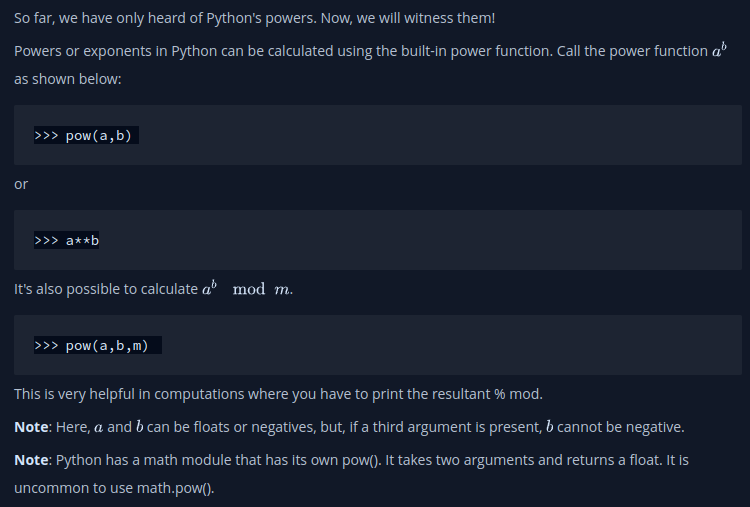 So far, we have only heard of Python's powers. Now, we will witness them!
Powers or exponents in Python can be calculated using the built-in power function. Call the power function a^b
as shown below:
>>> pow(a,b)
or
>>> a**b
It's also possible to calculate a^b mod m.
>>> pow(a,b,m)
This is very helpful in computations where you have to print the resultant % mod.
Note: Here, a and b can be floats or negatives, but, if a third argument is present, b cannot be negative.
Note: Python has a math module that has its own pow(). It takes two arguments and returns a float. It is
uncommon to use math.pow().